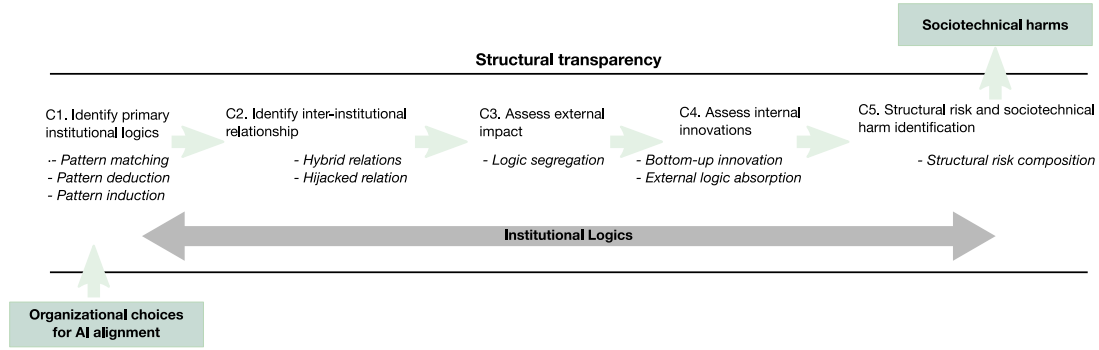 Sociotechnical harms
Structural transparency
C1. Identify primary
institutional logics
-- Pattern matching
- Pattern deduction
- Pattern induction
C2. Identify inter-institutional
relationship
- Hybrid relations
- Hijacked relation
C3. Assess external
impact
- Logic segregation
C4. Assess internal
innovations
- Bottom-up innovation
- External logic absorption
C5. Structural risk and sociotechnical
harm identification
- Structural risk composition
Institutional Logics
Organizational choices
for AI alignment